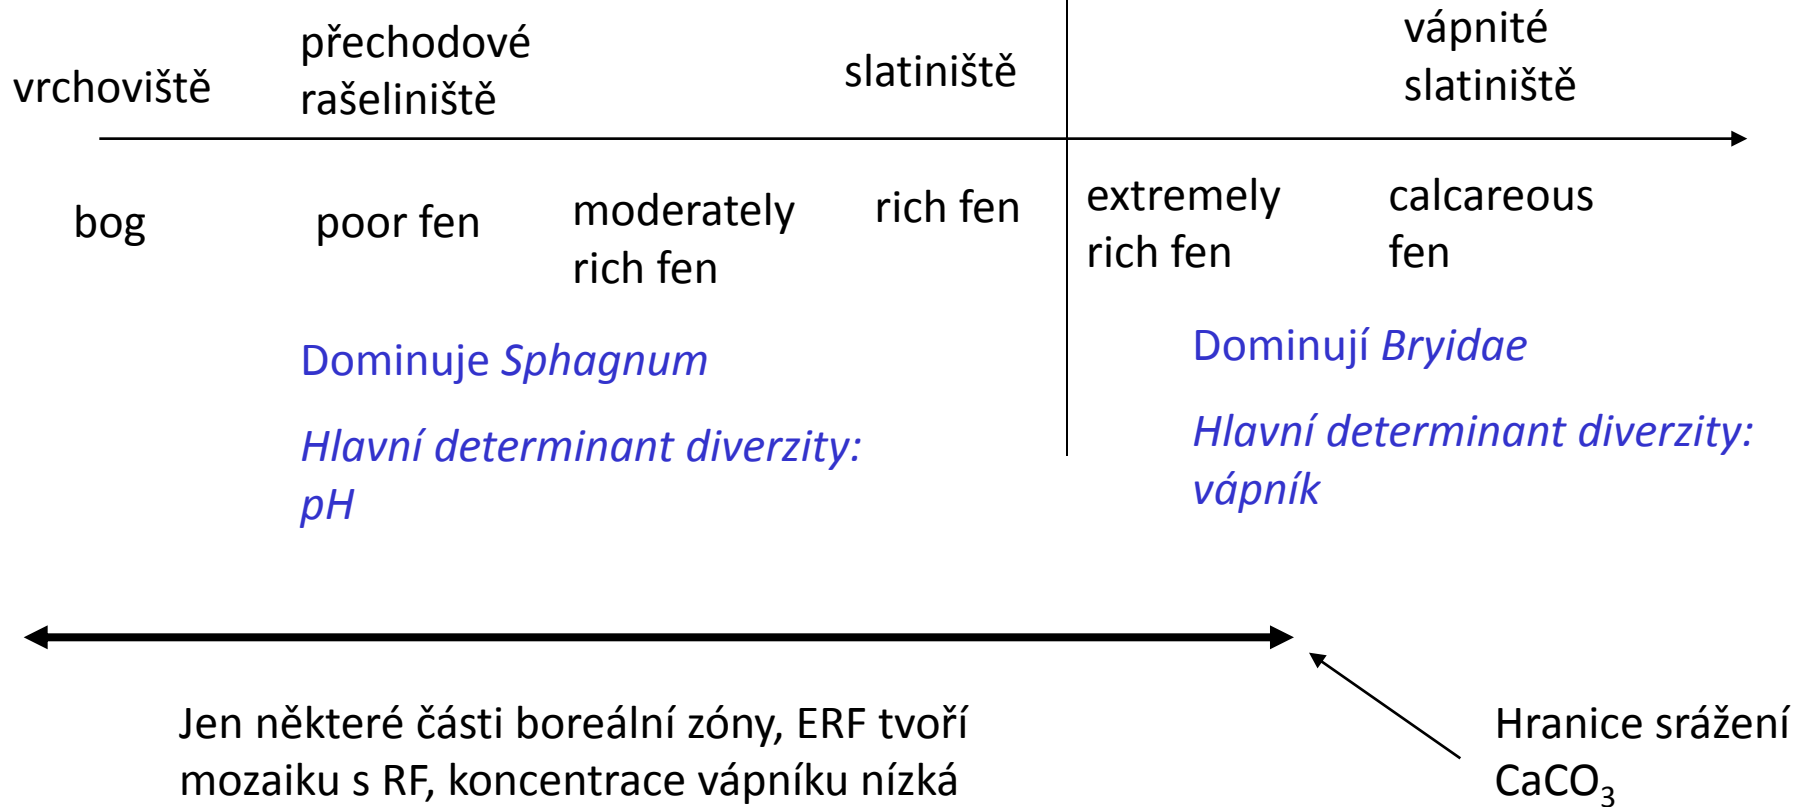 vrchoviště
přechodové
rašeliniště
slatiniště
vápnité
slatiniště
bog
poor fen
moderately
rich fen
rich fen
extremely
rich fen
calcareous
fen
Dominuje Sphagnum
Hlavní determinant diverzity:
pH
Dominují Bryidae
Hlavní determinant diverzity:
vápník
Jen některé části boreální zóny, ERF tvoří
mozaiku s RF, koncentrace vápníku nízká
Hranice srážení
CaCO₃